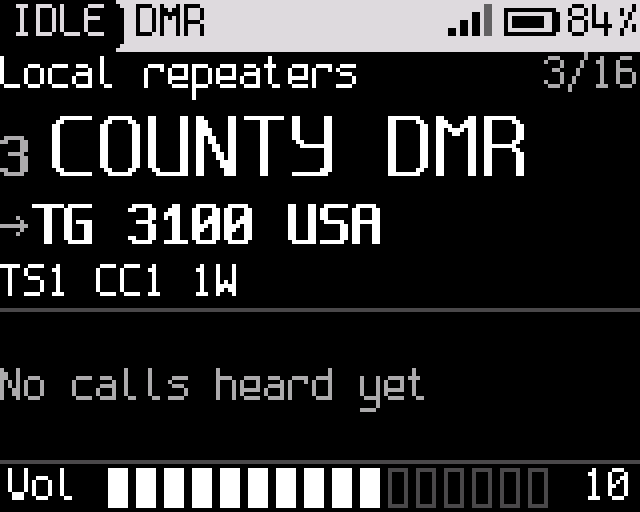 IDLE DMR 84%
Local repeaters 3/16
3 COUNTY DMR
→TG 3100 USA
TS1 CC1 1W
No calls heard yet
Vol 10